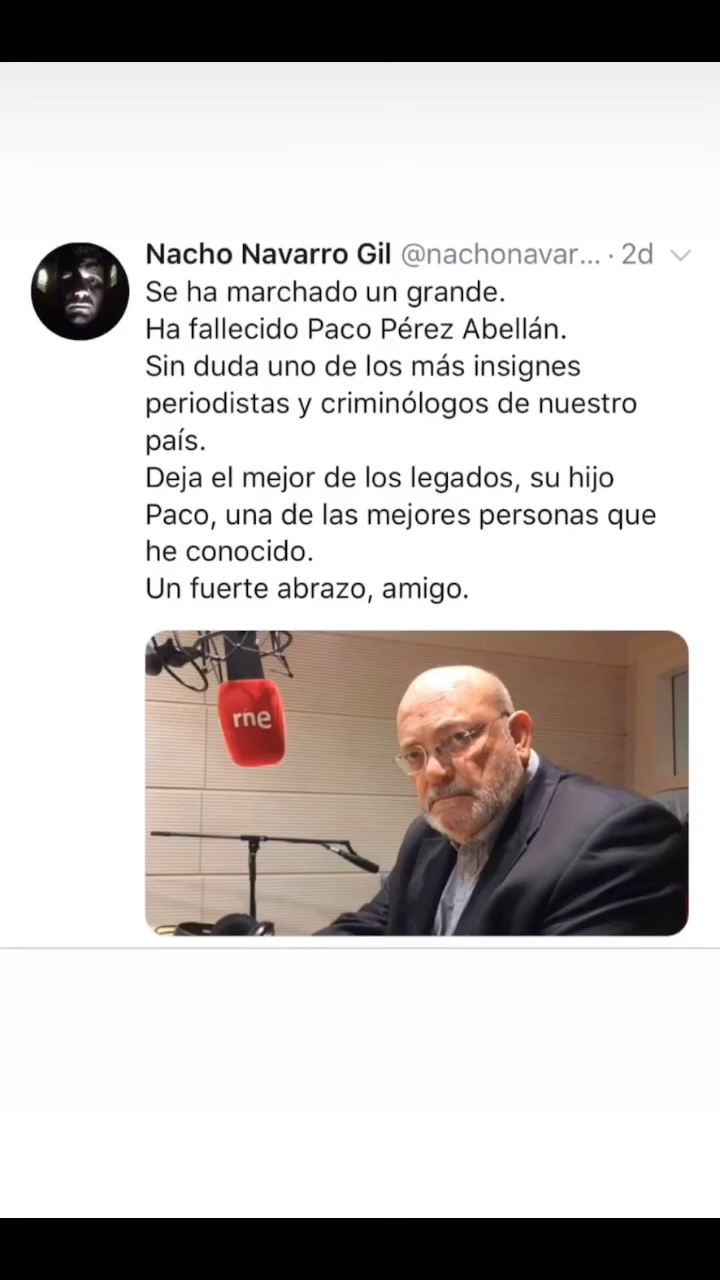 Nacho Navarro Gil @nachonavar... · 2d
Se ha marchado un grande.
Ha fallecido Paco Pérez Abellán.
Sin duda uno de los más insignes
periodistas y criminólogos de nuestro
país.
Deja el mejor de los legados, su hijo
Paco, una de las mejores personas que
he conocido.
Un fuerte abrazo, amigo.
rne